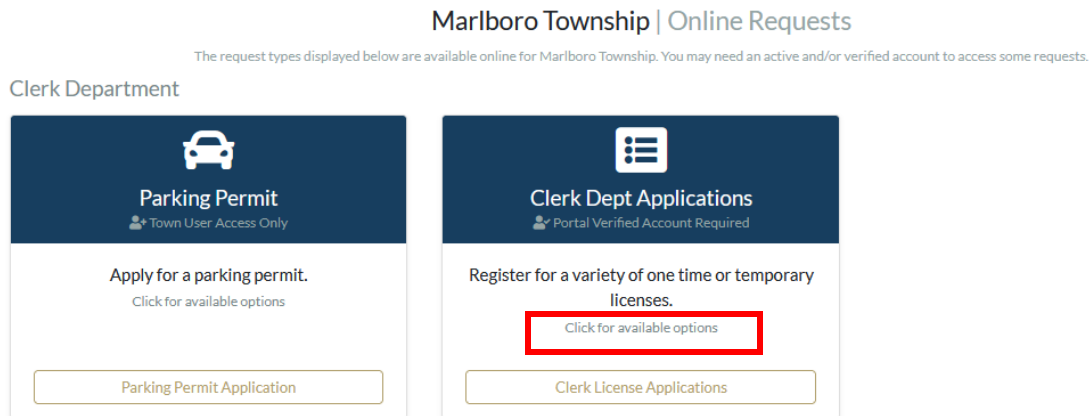 Marlboro Township | Online Requests
The request types displayed below are available online for Marlboro Township. You may need an active and/or verified account to access some requests.
Clerk Department
Parking Permit
Town User Access Only
Apply for a parking permit.
Click for available options
Parking Permit Application
Clerk Dept Applications
Portal Verified Account Required
Register for a variety of one time or temporary
licenses.
Click for available options
Clerk License Applications